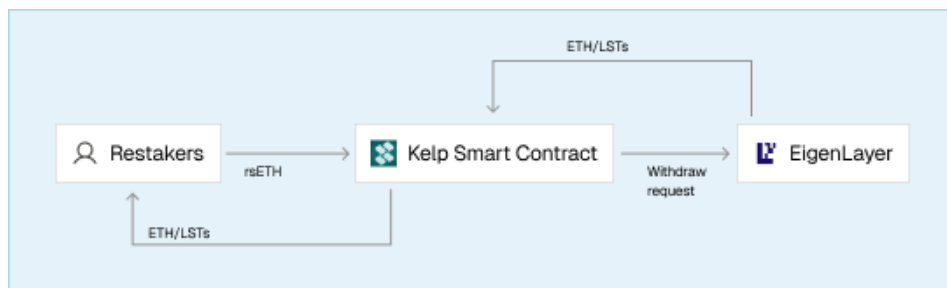 ETH/LSTs
Restakers
rsETH
Kelp Smart Contract
Withdraw
request
EigenLayer
ETH/LSTs